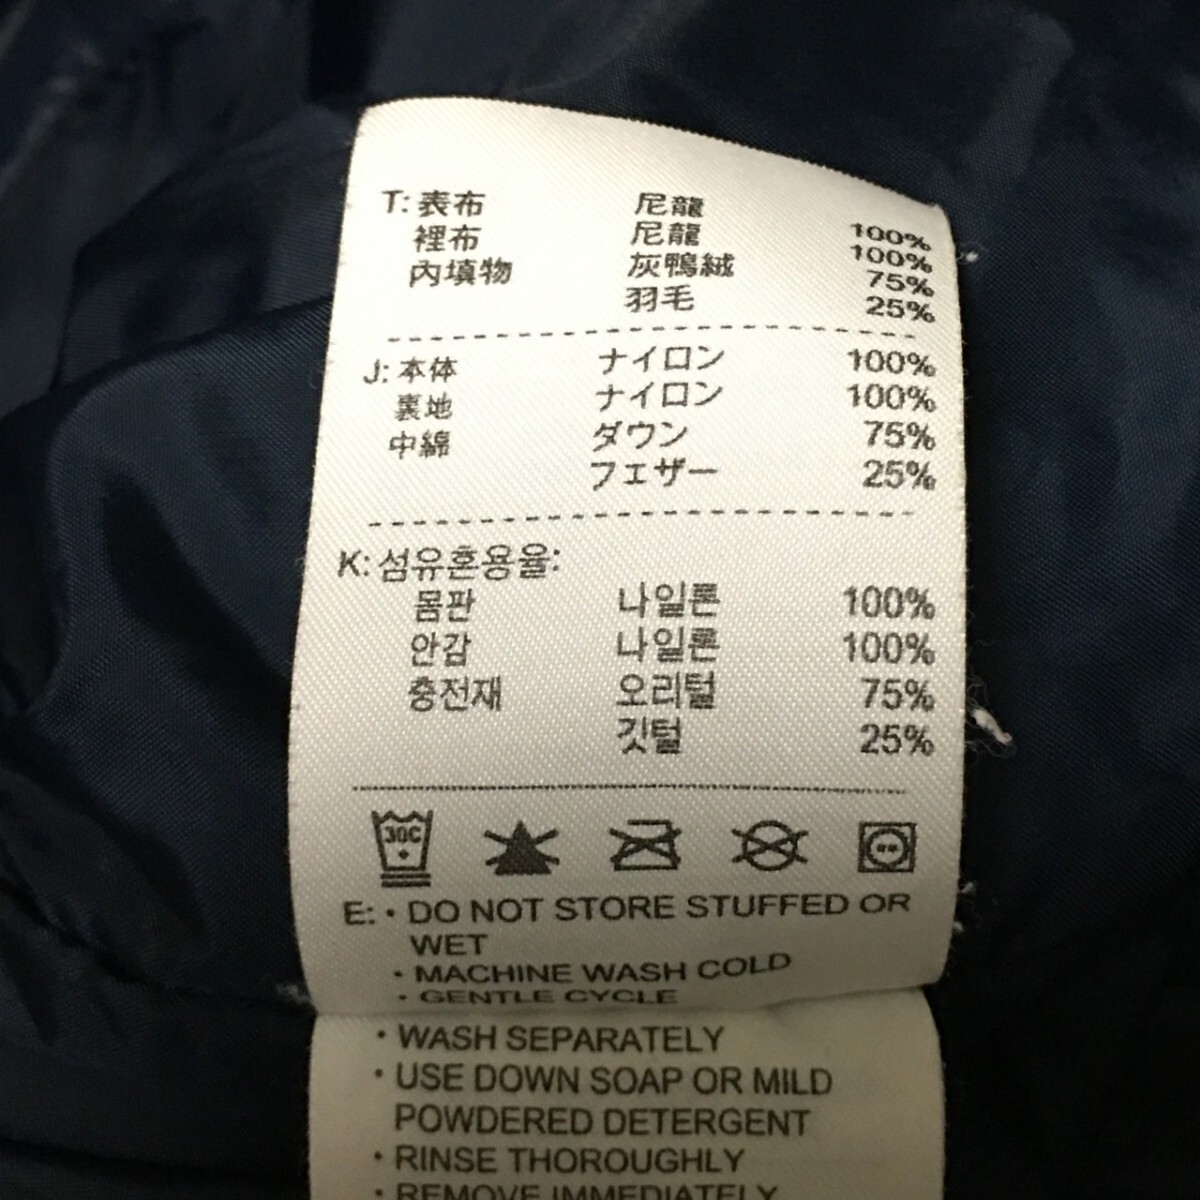 T: 表布 尼龍 100%
裡布 尼龍 100%
內填物 灰鴨絨 75%
羽毛 25%
J: 本体 ナイロン 100%
裏地 ナイロン 100%
中綿 ダウン 75%
フェザー 25%
K: 섬유혼용율:
몸판 나일론 100%
안감 나일론 100%
충전재 오리털 75%
깃털 25%
30C
E: · DO NOT STORE STUFFED OR
WET
· MACHINE WASH COLD
· GENTLE CYCLE
· WASH SEPARATELY
· USE DOWN SOAP OR MILD
POWDERED DETERGENT
· RINSE THOROUGHLY
· REMOVE IMMEDIATELY